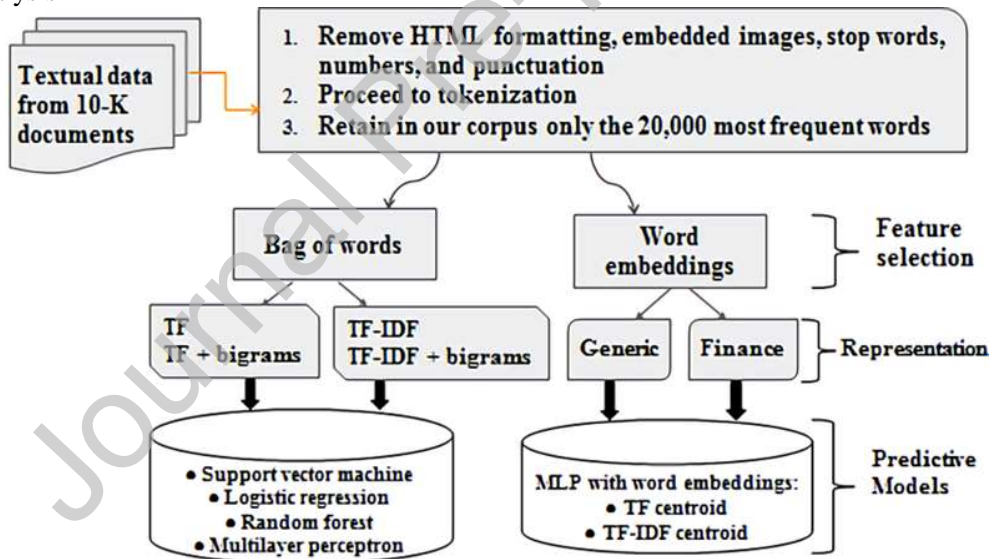 Textual data
from 10-K
documents
1. Remove HTML formatting, embedded images, stop words,
numbers, and punctuation
2. Proceed to tokenization
3. Retain in our corpus only the 20,000 most frequent words
Bag of words
Word
embeddings
Feature
selection
TF
TF + bigrams
TF-IDF
TF-IDF + bigrams
Generic
Finance
Representation
• Support vector machine
• Logistic regression
• Random forest
• Multilayer perceptron
MLP with word embeddings:
• TF centroid
• TF-IDF centroid
Predictive
Models
Journal Pre-